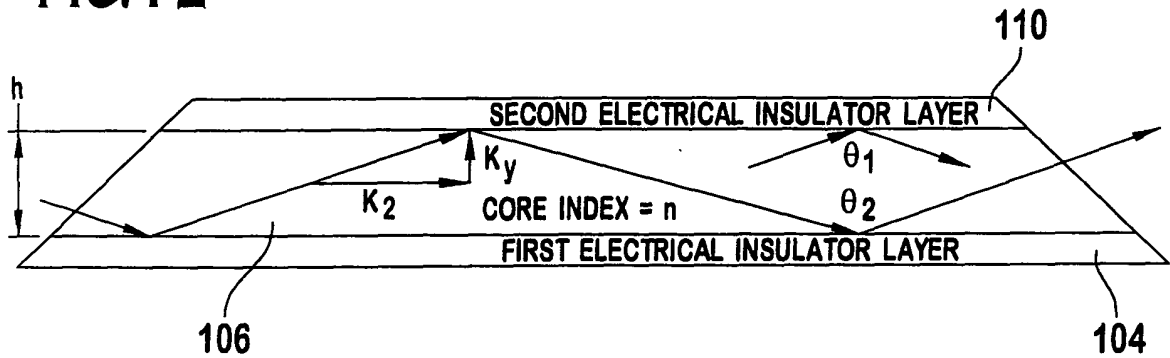 110
h
SECOND ELECTRICAL INSULATOR LAYER
Ky
θ1
K2
CORE INDEX = n
θ2
FIRST ELECTRICAL INSULATOR LAYER
106
104